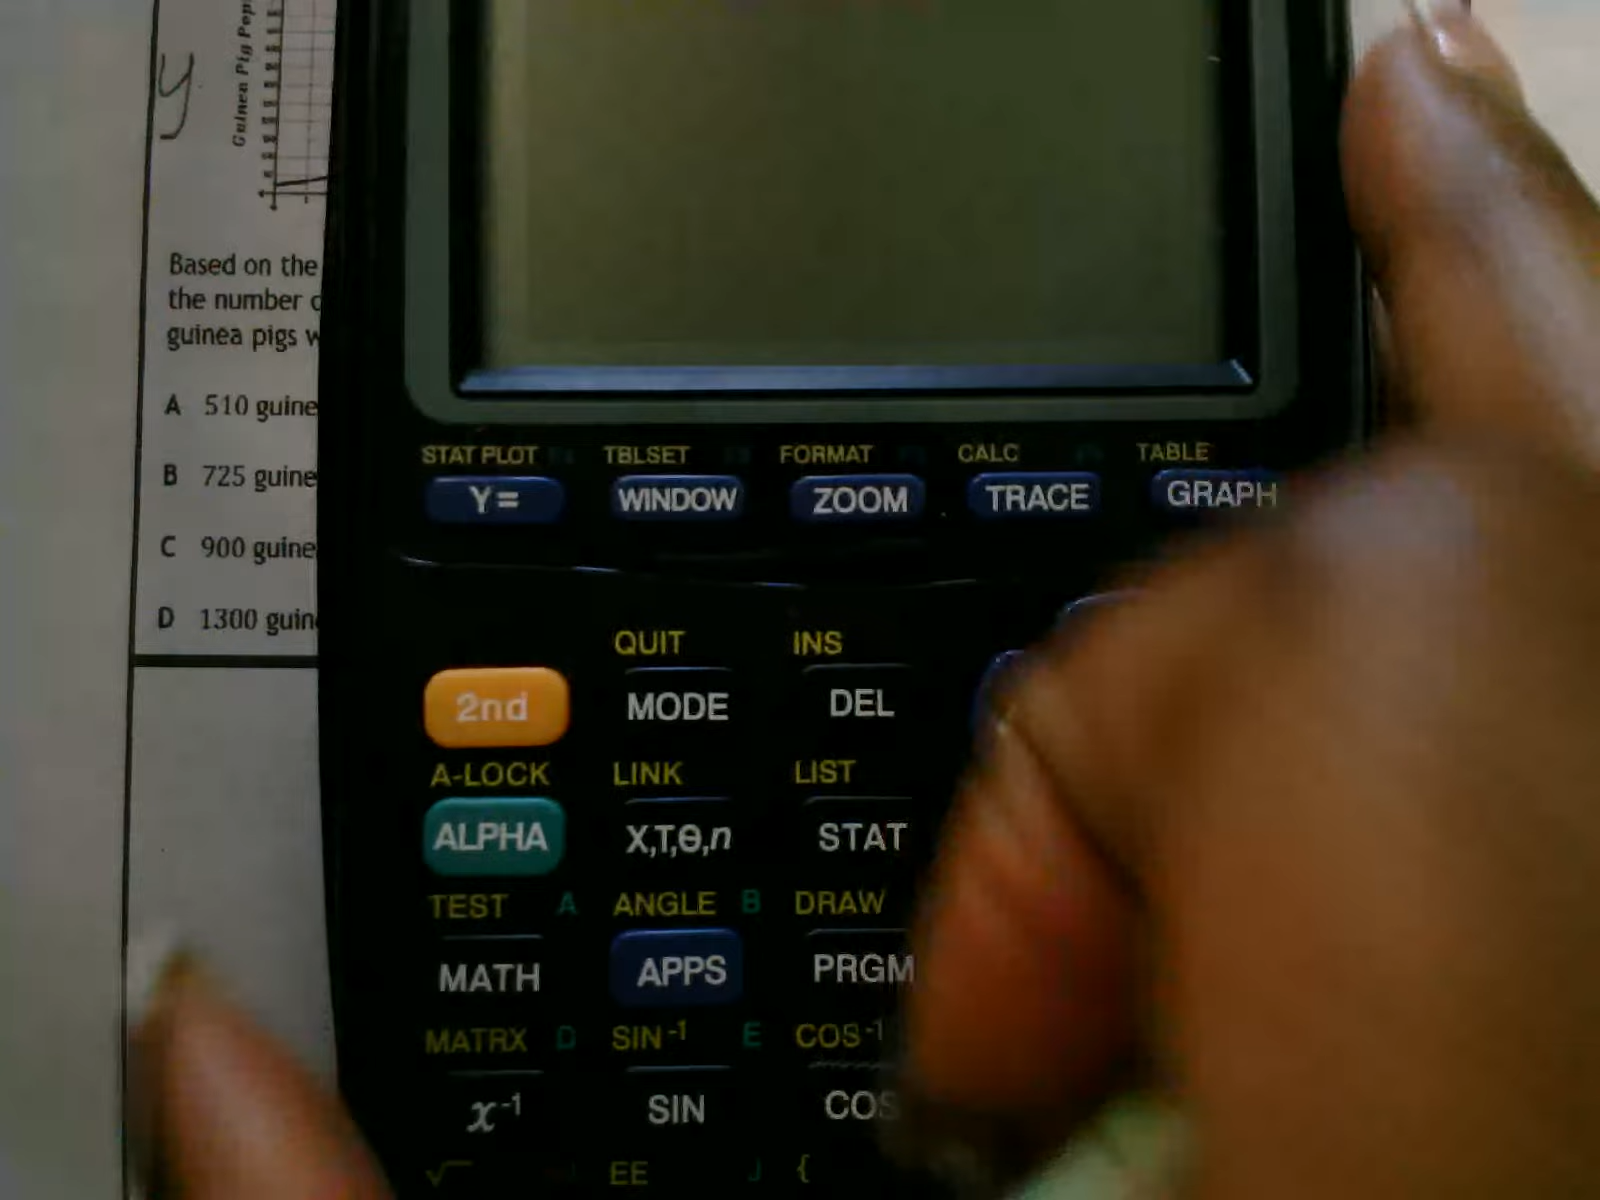 y
Guinea Pig Pop
Based on the
the number
guinea pigs
A 510 guine
B 725 guine
C 900 guine
D 1300 guin
STAT PLOT TBLSET FORMAT CALC TABLE
Y= WINDOW ZOOM TRACE GRAPH
QUIT INS
2nd MODE DEL
A-LOCK LINK LIST
ALPHA X,T,θ,n STAT
TEST A ANGLE B DRAW
MATH APPS PRGM
MATRX D SIN⁻¹ E COS⁻¹
x⁻¹ SIN COS
√ EE J {